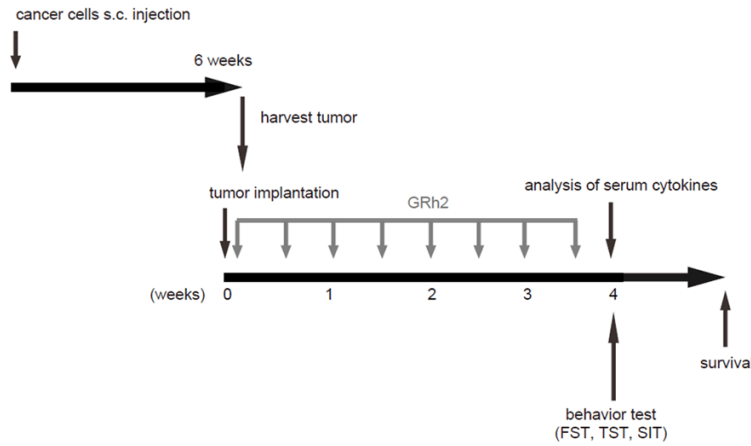 cancer cells s.c. injection
6 weeks
harvest tumor
tumor implantation
analysis of serum cytokines
GRh2
(weeks) 0 1 2 3 4
surviva
behavior test
(FST, TST, SIT)